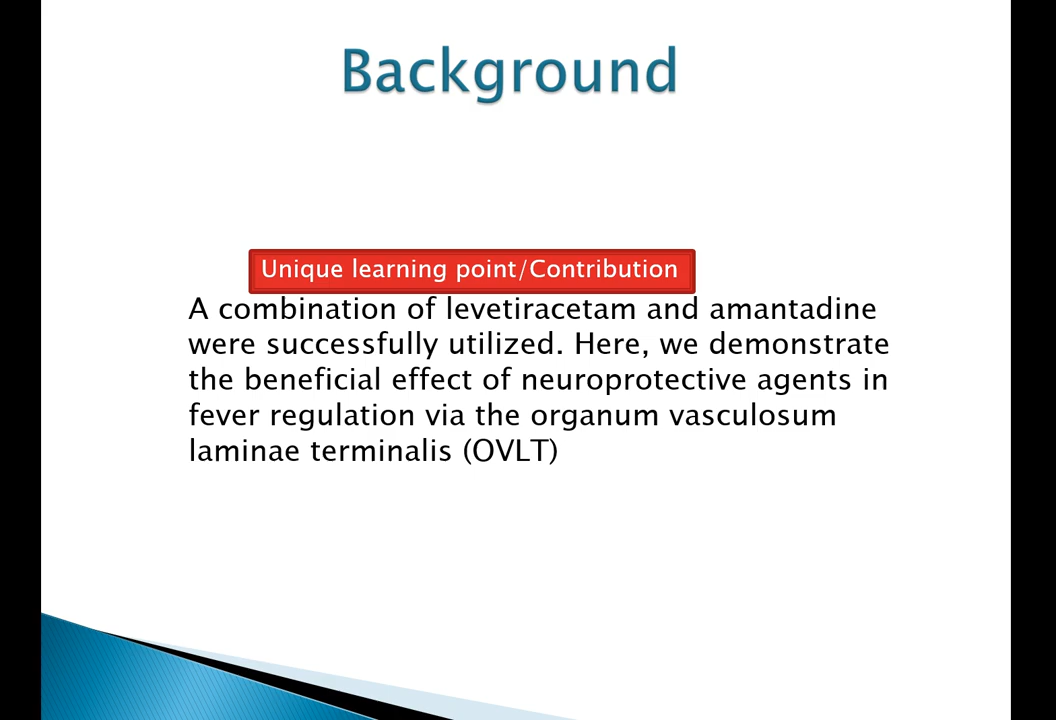 Background
Unique learning point/Contribution
A combination of levetiracetam and amantadine
were successfully utilized. Here, we demonstrate
the beneficial effect of neuroprotective agents in
fever regulation via the organum vasculosum
laminae terminalis (OVLT)